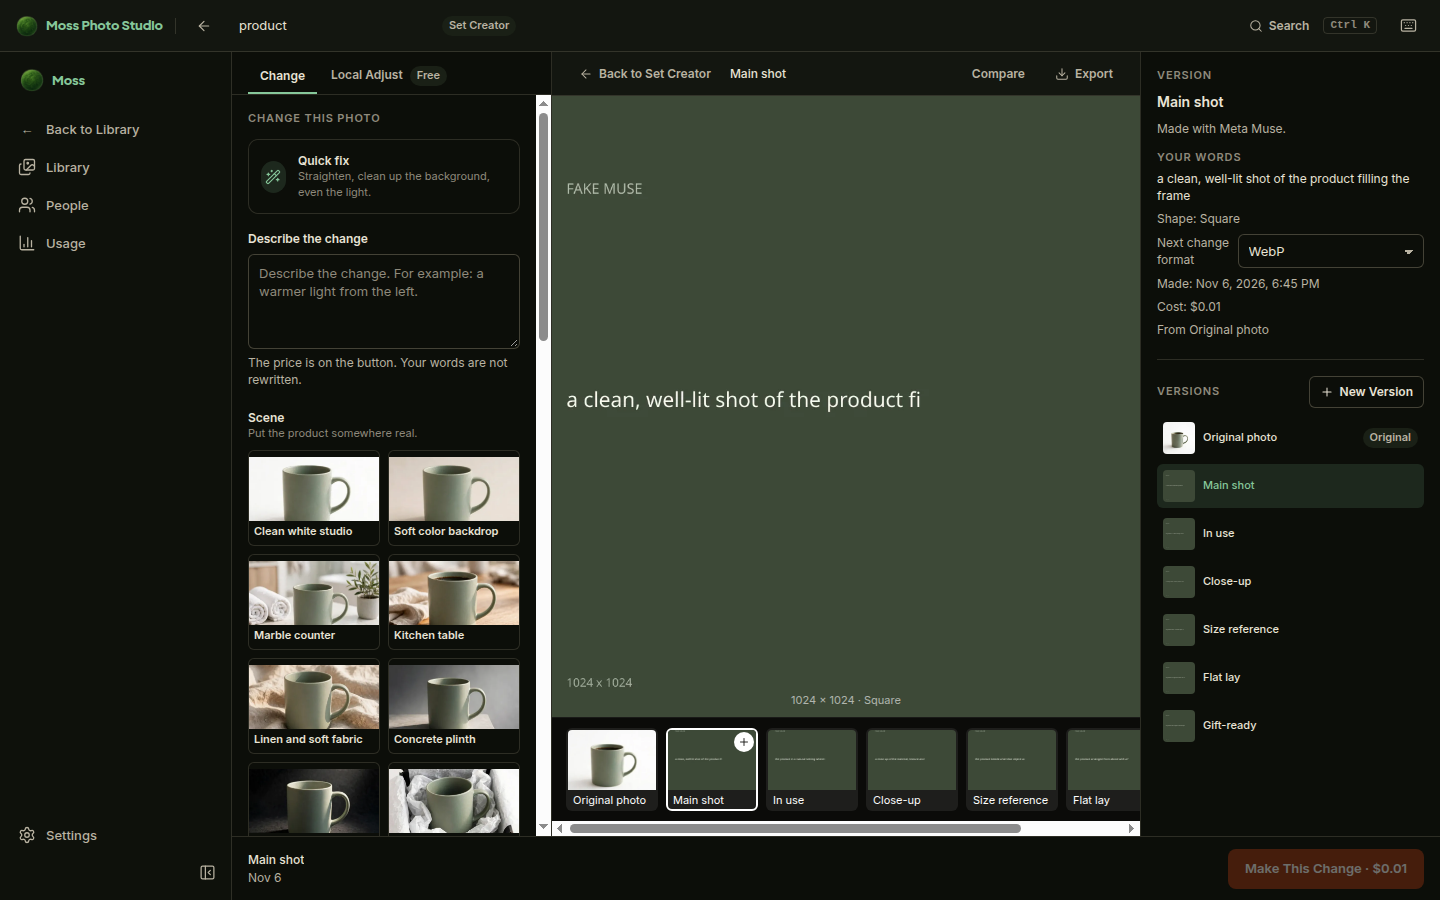 Moss Photo Studio
product
Set Creator
Search
Ctrl K
Moss
Back to Library
Library
People
Usage
Settings
Change
Local Adjust
Free
CHANGE THIS PHOTO
Quick fix
Straighten, clean up the background,
even the light.
Describe the change
Describe the change. For example: a
warmer light from the left.
The price is on the button. Your words are not
rewritten.
Scene
Put the product somewhere real.
Clean white studio
Soft color backdrop
Marble counter
Kitchen table
Linen and soft fabric
Concrete plinth
Back to Set Creator
Main shot
Compare
Export
FAKE MUSE
a clean, well-lit shot of the product fi
1024 x 1024
1024 × 1024 · Square
Original photo
Main shot
In use
Close-up
Size reference
Flat lay
VERSION
Main shot
Made with Meta Muse.
YOUR WORDS
a clean, well-lit shot of the product filling the
frame
Shape: Square
Next change
format
WebP
Made: Nov 6, 2026, 6:45 PM
Cost: $0.01
From Original photo
VERSIONS
New Version
Original photo
Original
Main shot
In use
Close-up
Size reference
Flat lay
Gift-ready
Main shot
Nov 6
Make This Change · $0.01